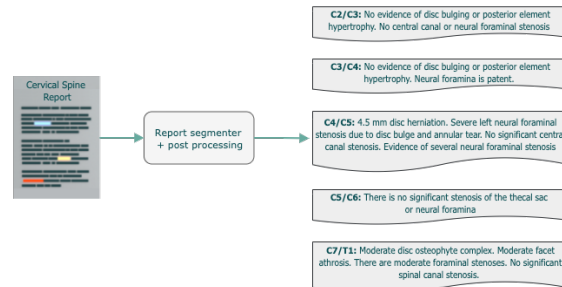 Cervical Spine
Report
Report segmenter
+ post processing
C2/C3: No evidence of disc bulging or posterior element
hypertrophy. No central canal or neural foraminal stenosis
C3/C4: No evidence of disc bulging or posterior element
hypertrophy. Neural foramina is patent.
C4/C5: 4.5 mm disc herniation. Severe left neural foraminal
stenosis due to disc bulge and annular tear. No significant central
canal stenosis. Evidence of several neural foraminal stenosis
C5/C6: There is no significant stenosis of the thecal sac
or neural foramina
C7/T1: Moderate disc osteophyte complex. Moderate facet
athrosis. There are moderate foraminal stenoses. No significant
spinal canal stenosis.